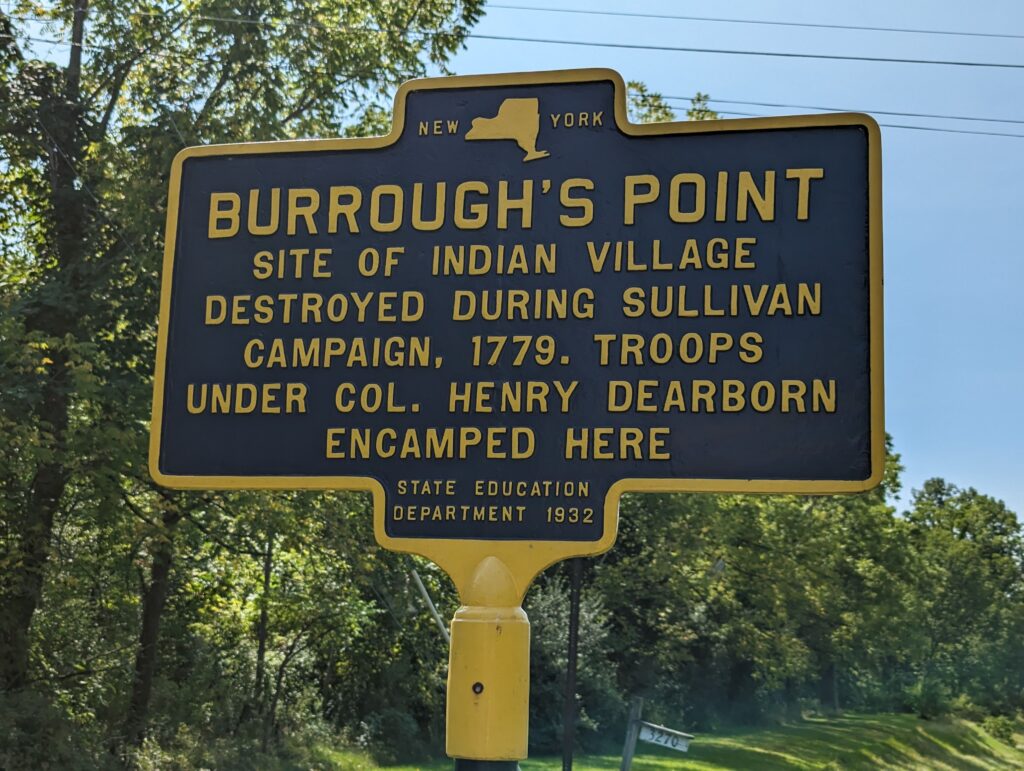 NEW YORK
BURROUGH'S POINT
SITE OF INDIAN VILLAGE
DESTROYED DURING SULLIVAN
CAMPAIGN, 1779. TROOPS
UNDER COL. HENRY DEARBORN
ENCAMPED HERE
STATE EDUCATION
DEPARTMENT 1932
3270